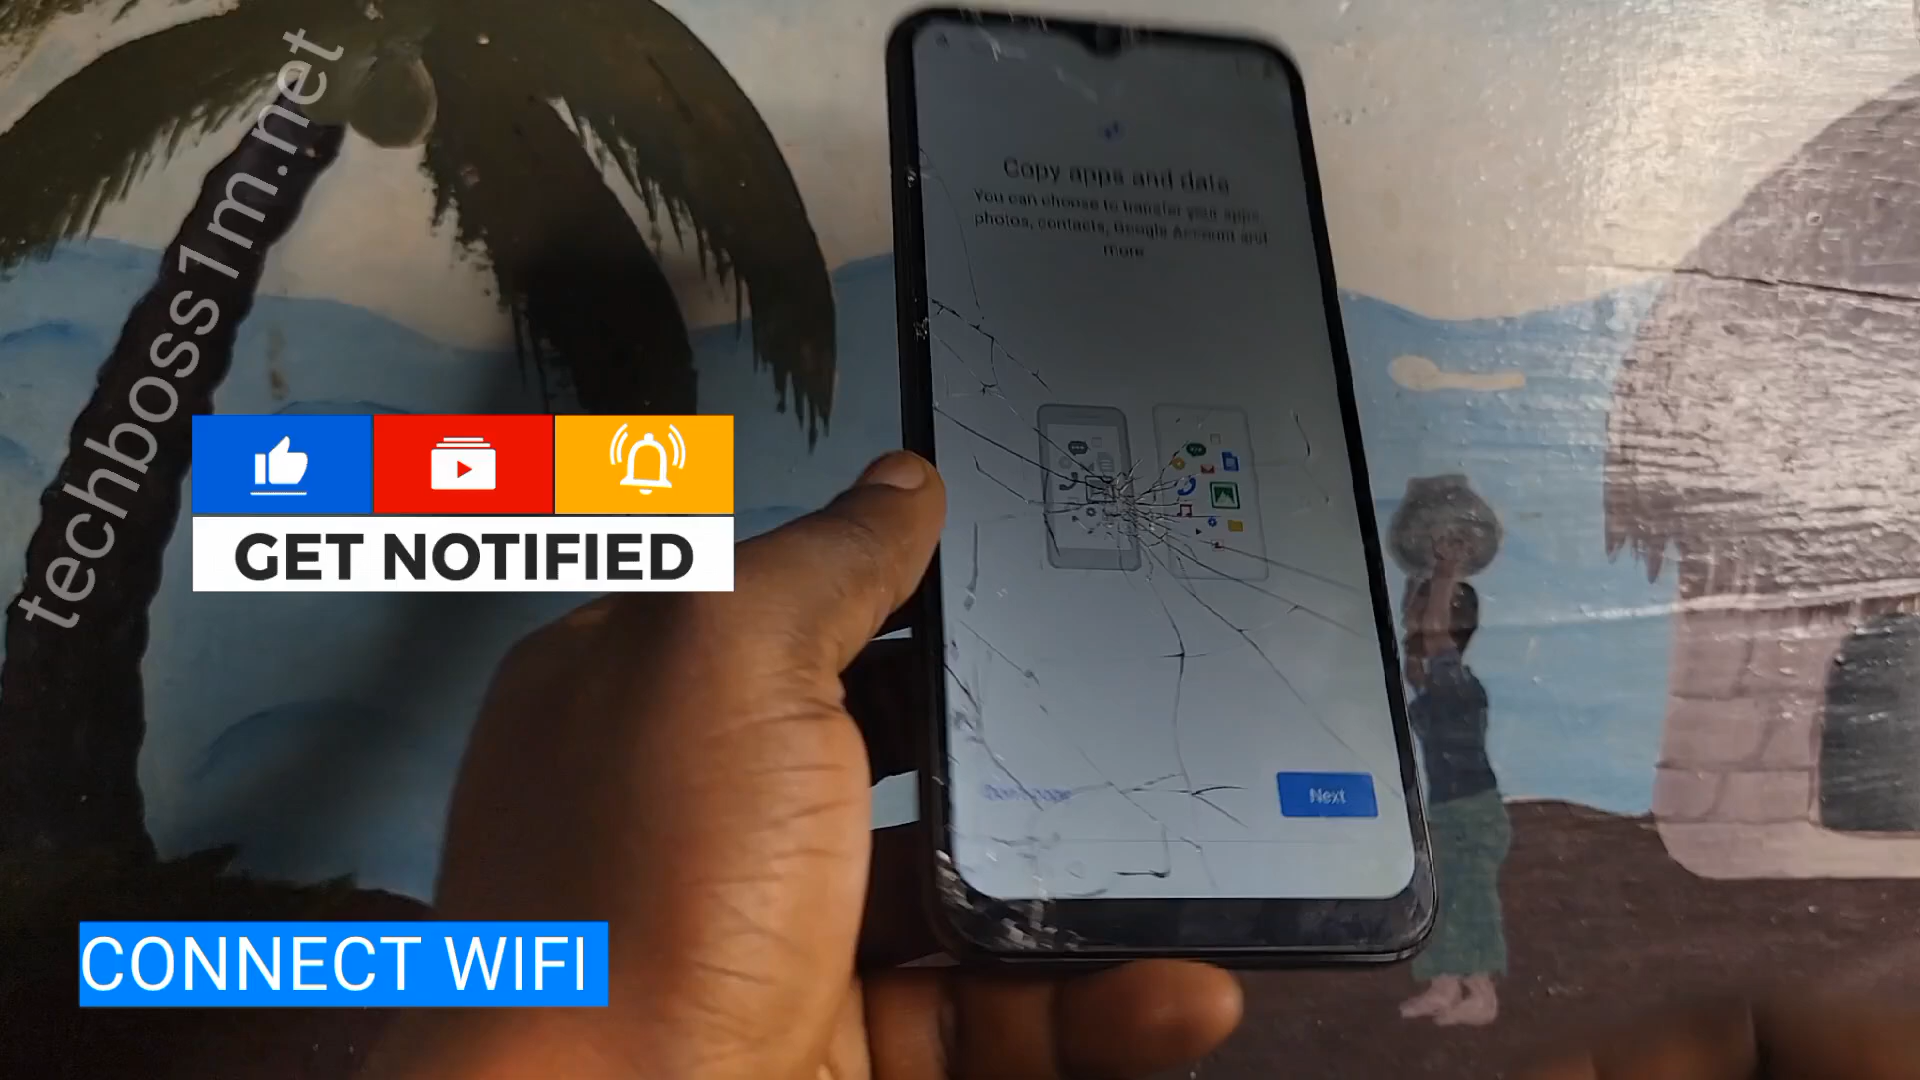 techboss1m.net
Copy apps and data
You can choose to transfer your apps,
photos, contacts, Google Account and
more
Next
GET NOTIFIED
CONNECT WIFI